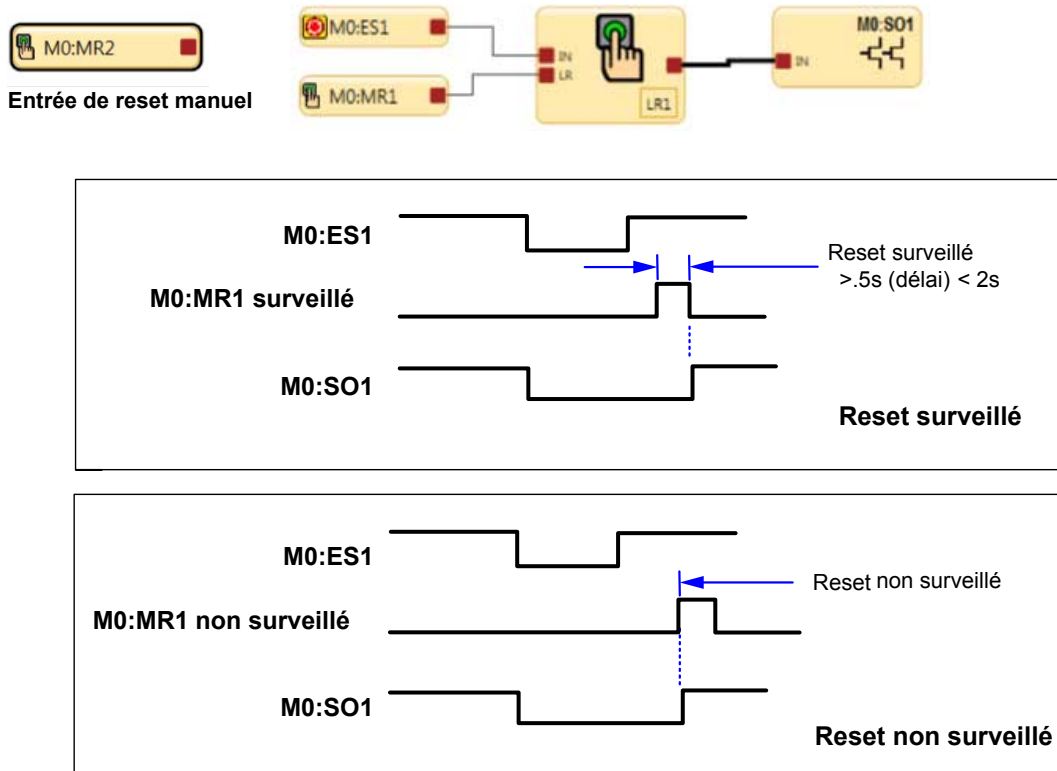 M0:MR2
Entrée de reset manuel
M0:ES1
M0:MR1
IN
LR
LR1
M0:SO1
IN
M0:ES1
Reset surveillé
>.5s (délai) < 2s
M0:MR1 surveillé
M0:SO1
Reset surveillé
M0:ES1
Reset non surveillé
M0:MR1 non surveillé
M0:SO1
Reset non surveillé